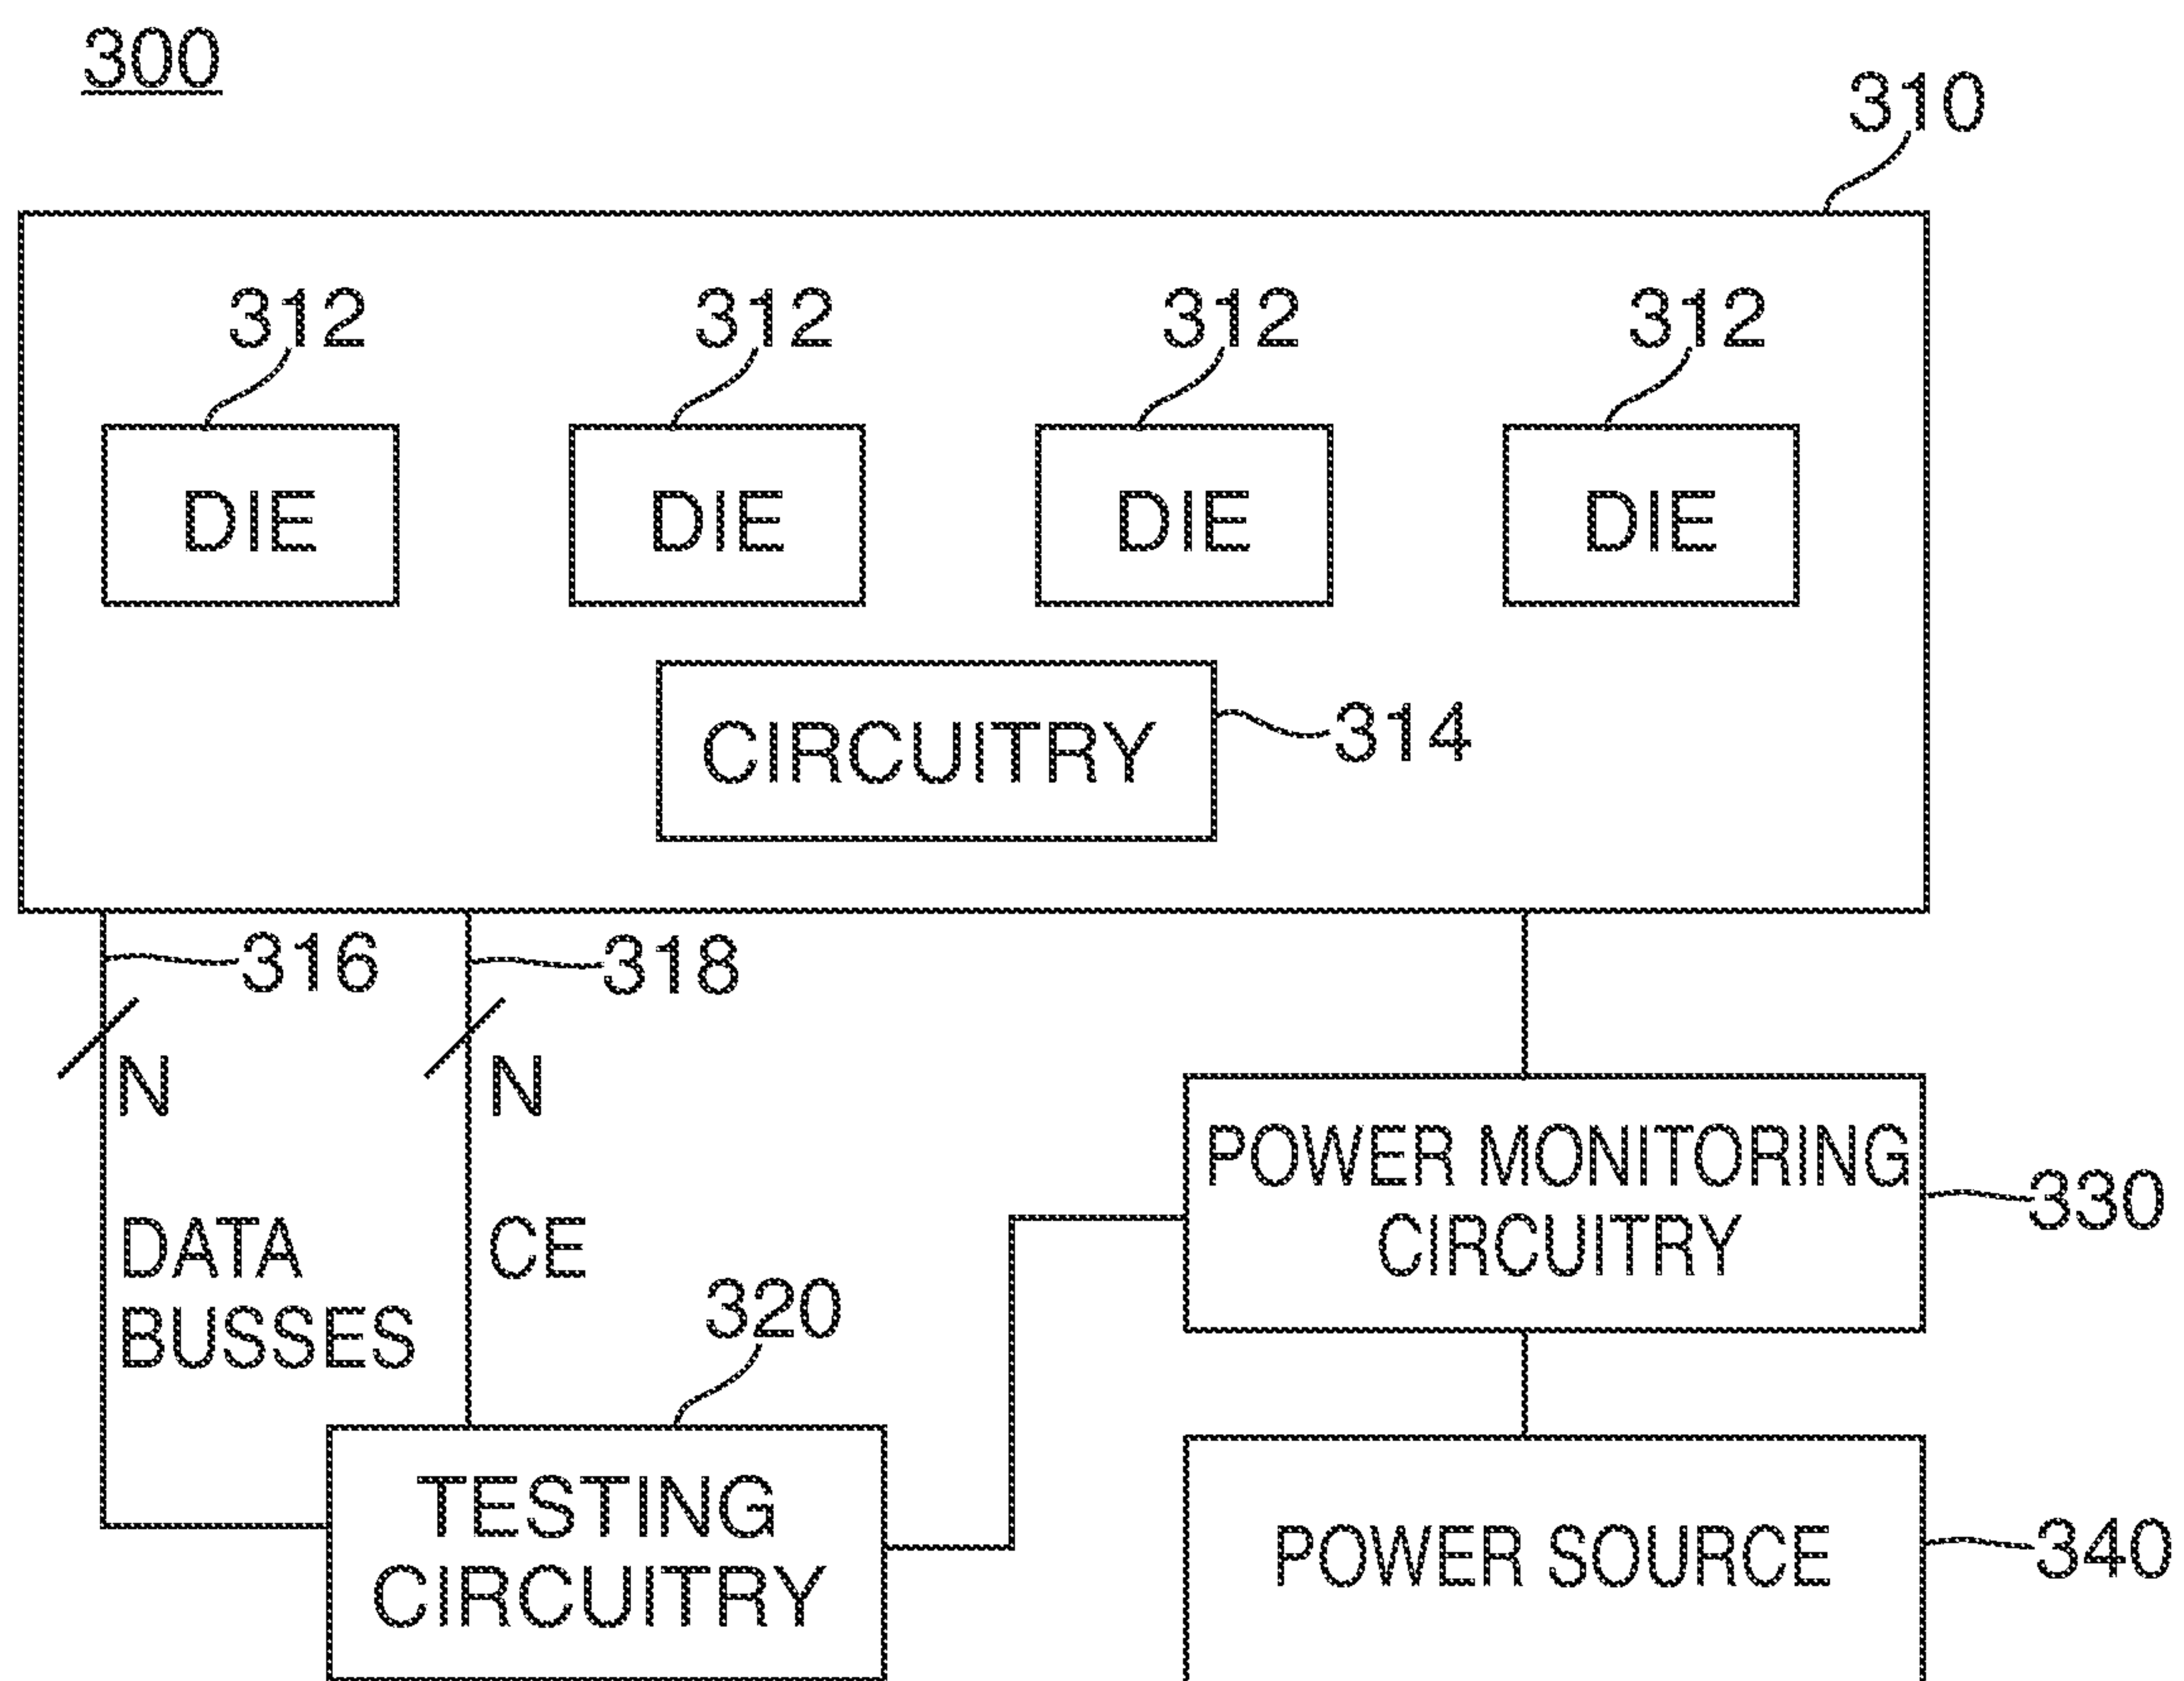 300
310
312 312 312 312
DIE DIE DIE DIE
CIRCUITRY 314
316 318
N N
DATA
BUSSES
CE
320
TESTING
CIRCUITRY
POWER MONITORING
CIRCUITRY
330
POWER SOURCE 340